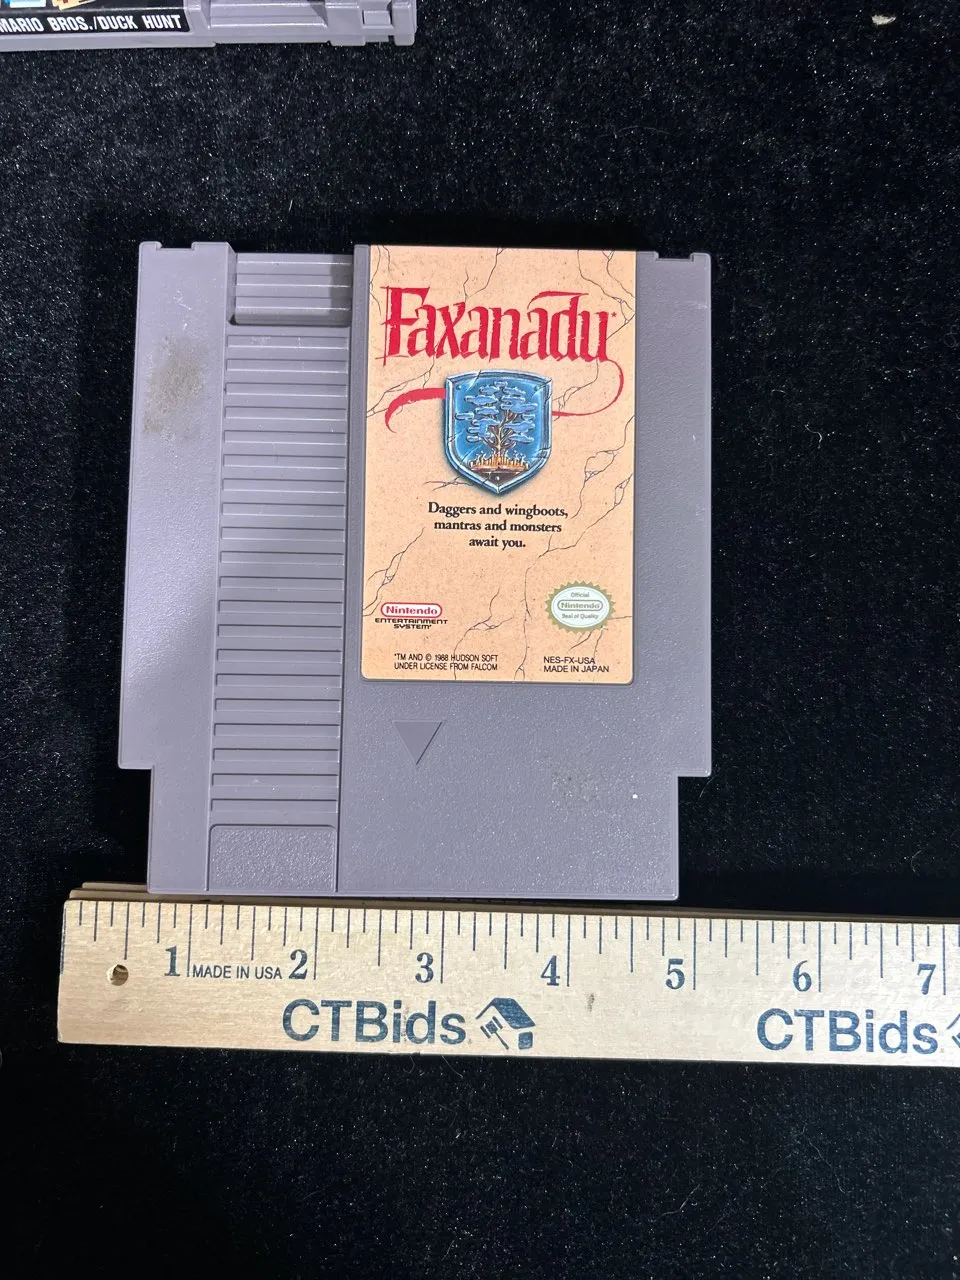 MARIO BROS./DUCK HUNT
Faxanadu
Daggers and wingboots,
mantras and monsters
await you.
Nintendo
ENTERTAINMENT
SYSTEM
Official
Nintendo
Seal of Quality
"TM AND © 1988 HUDSON SOFT
UNDER LICENSE FROM FALCOM
NES-FX-USA
MADE IN JAPAN
1 MADE IN USA 2 3 4 5 6 7
CTBids CTBids